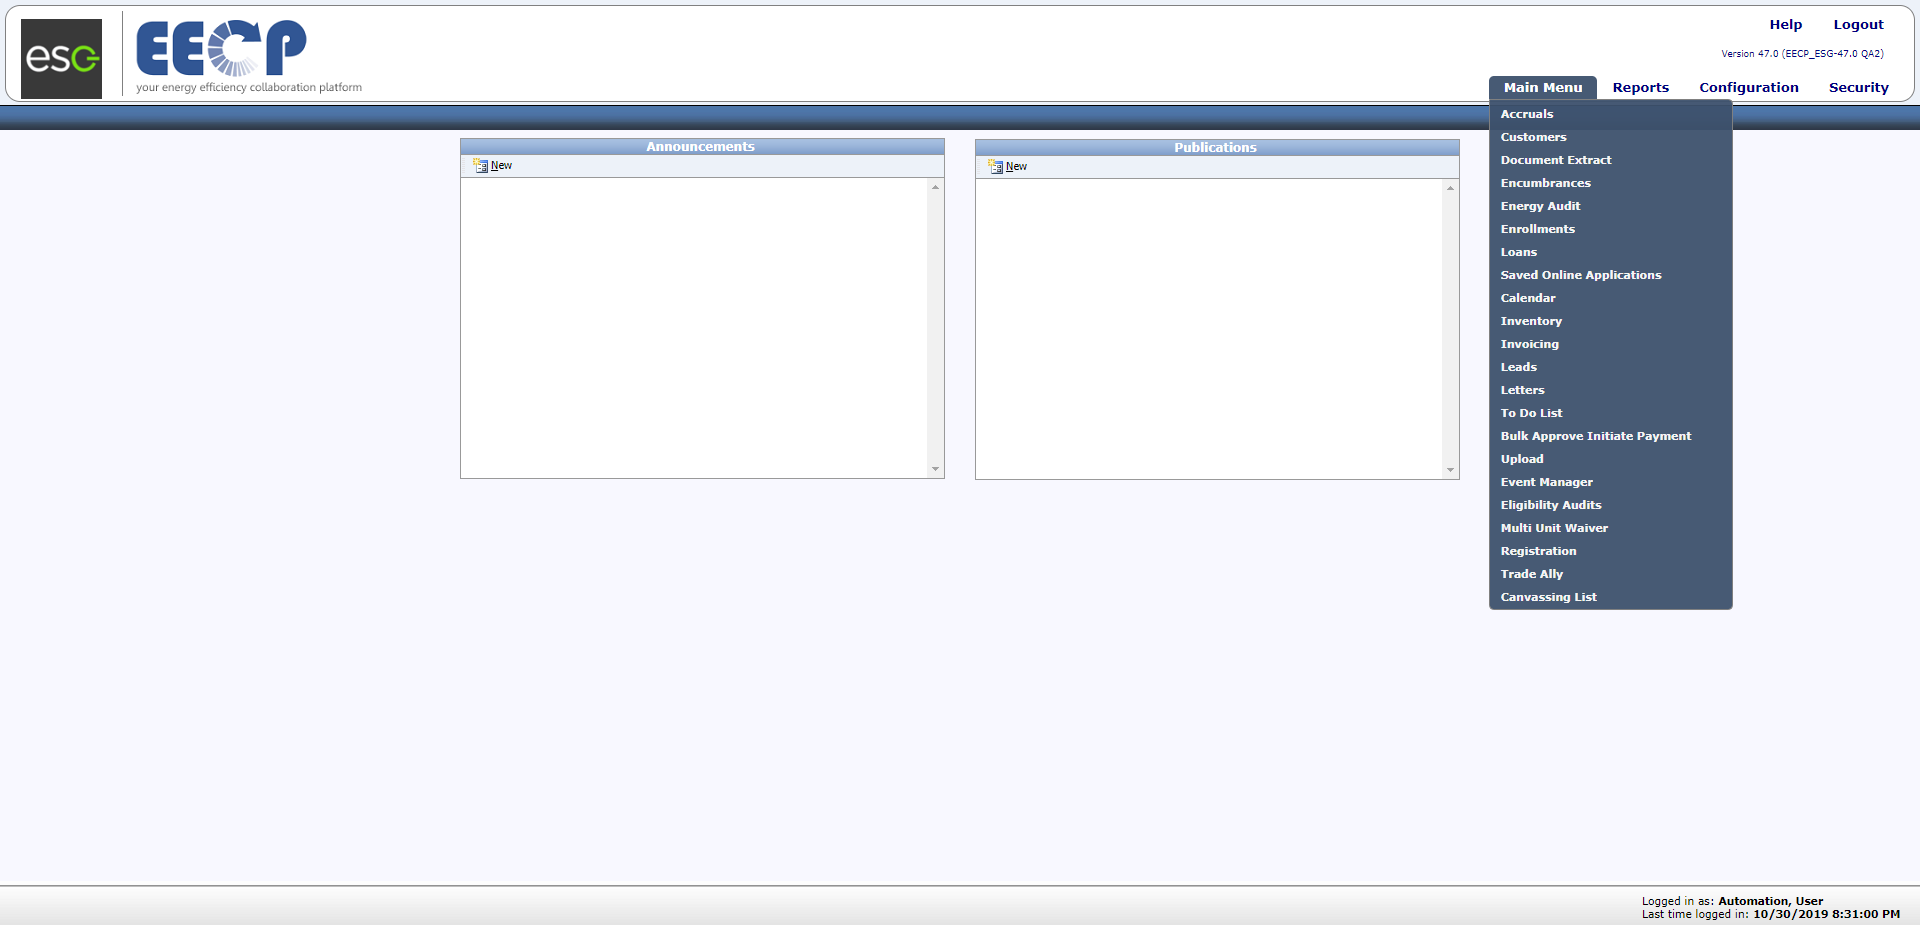 esg
EECP
your energy efficiency collaboration platform
Help Logout
Version 47.0 (EECP_ESG-47.0 QA2)
Main Menu Reports Configuration Security
Accruals
Customers
Document Extract
Encumbrances
Energy Audit
Enrollments
Loans
Saved Online Applications
Calendar
Inventory
Invoicing
Leads
Letters
To Do List
Bulk Approve Initiate Payment
Upload
Event Manager
Eligibility Audits
Multi Unit Waiver
Registration
Trade Ally
Canvassing List
Announcements
New
Publications
New
Logged in as: Automation, User
Last time logged in: 10/30/2019 8:31:00 PM